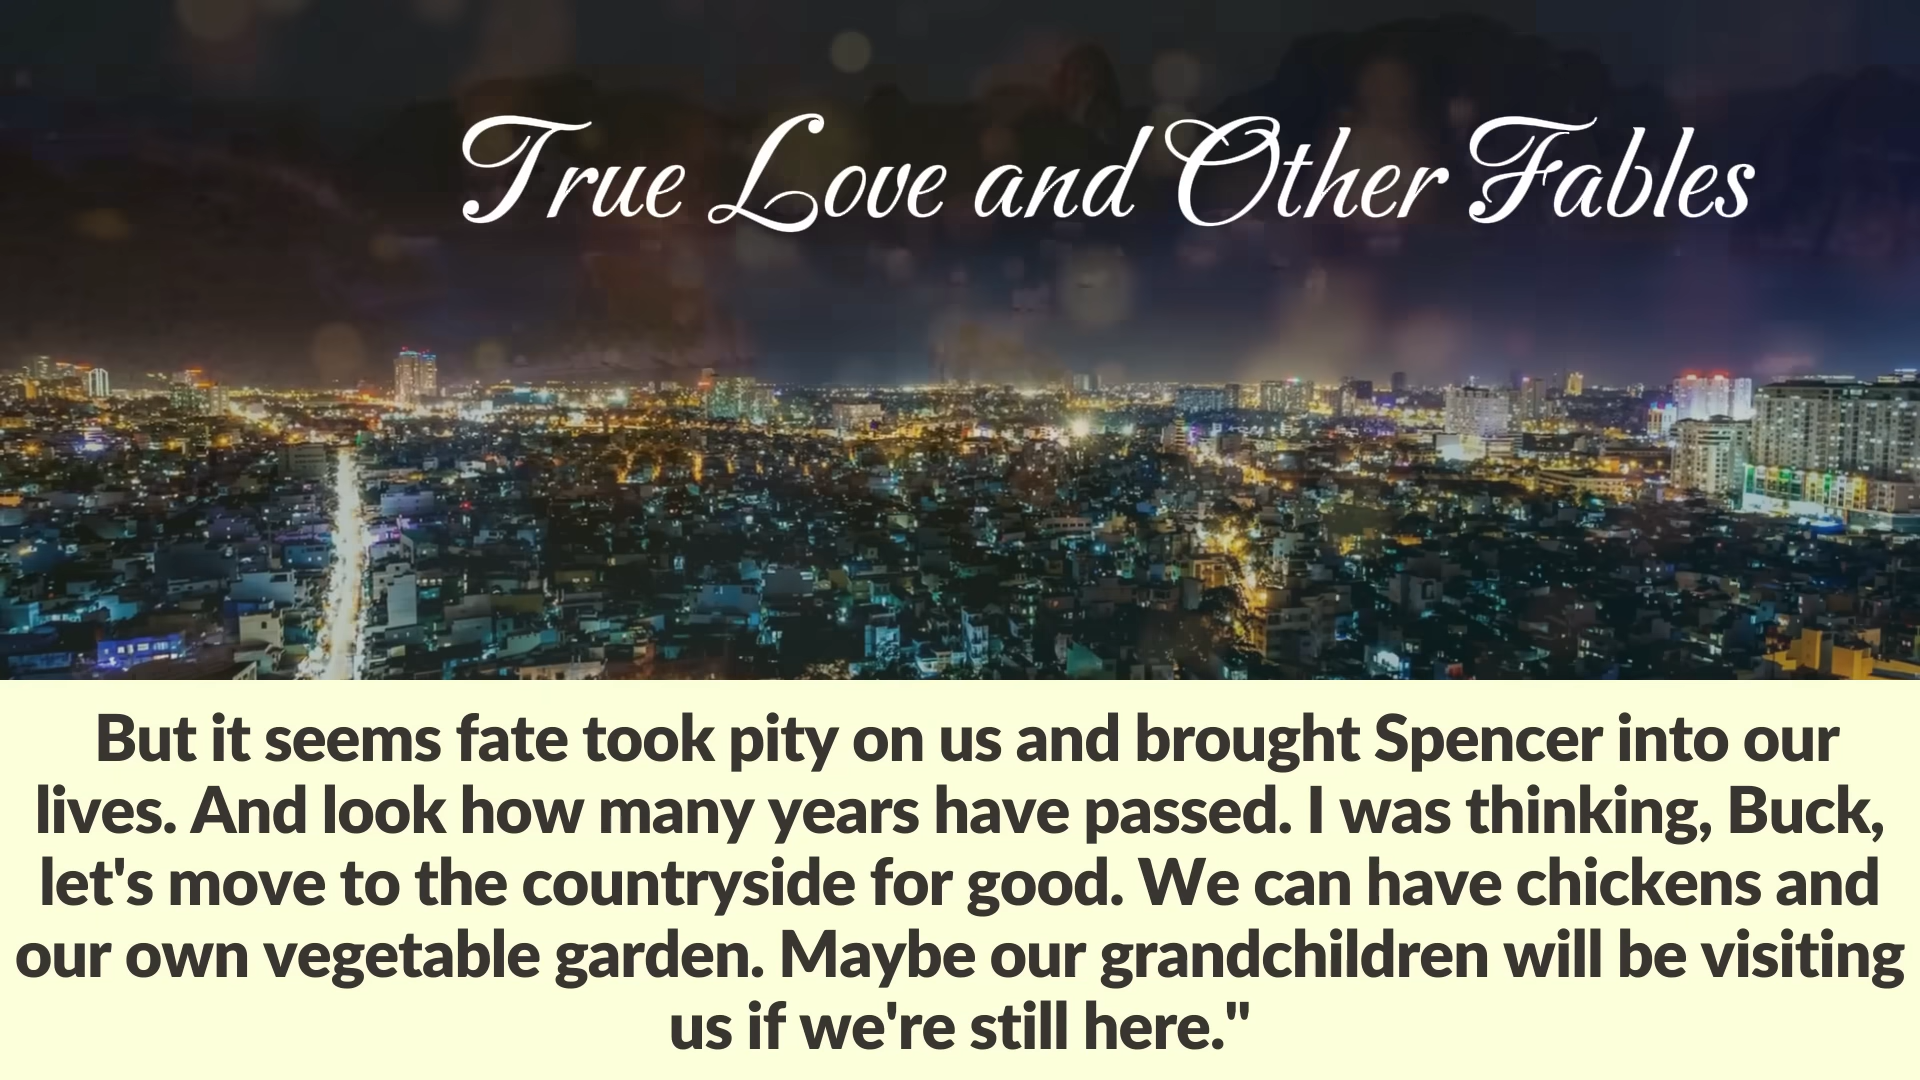 True Love and Other Fables
But it seems fate took pity on us and brought Spencer into our
lives. And look how many years have passed. I was thinking, Buck,
let's move to the countryside for good. We can have chickens and
our own vegetable garden. Maybe our grandchildren will be visiting
us if we're still here."